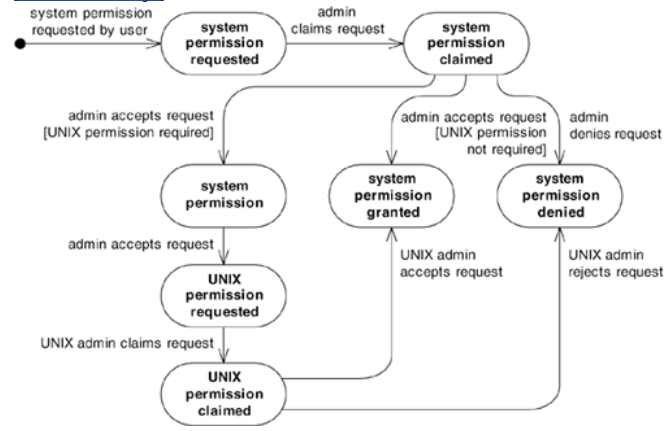 system permission
requested by user
system
permission
requested
admin
claims request
system
permission
claimed
admin accepts request
[UNIX permission required]
admin accepts request
[UNIX permission
not required]
admin
denies request
system
permission
system
permission
granted
system
permission
denied
admin accepts request
UNIX admin
accepts request
UNIX admin
rejects request
UNIX
permission
requested
UNIX admin claims request
UNIX
permission
claimed